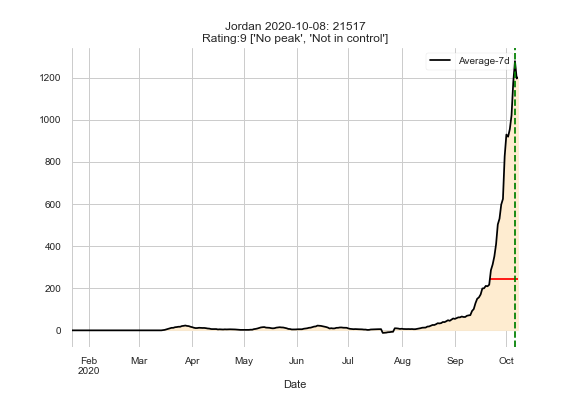 Jordan 2020-10-08: 21517
Rating:9 ['No peak', 'Not in control']
Average-7d
1200
1000
800
600
400
200
0
Feb Mar Apr May Jun Jul Aug Sep Oct
2020
Date